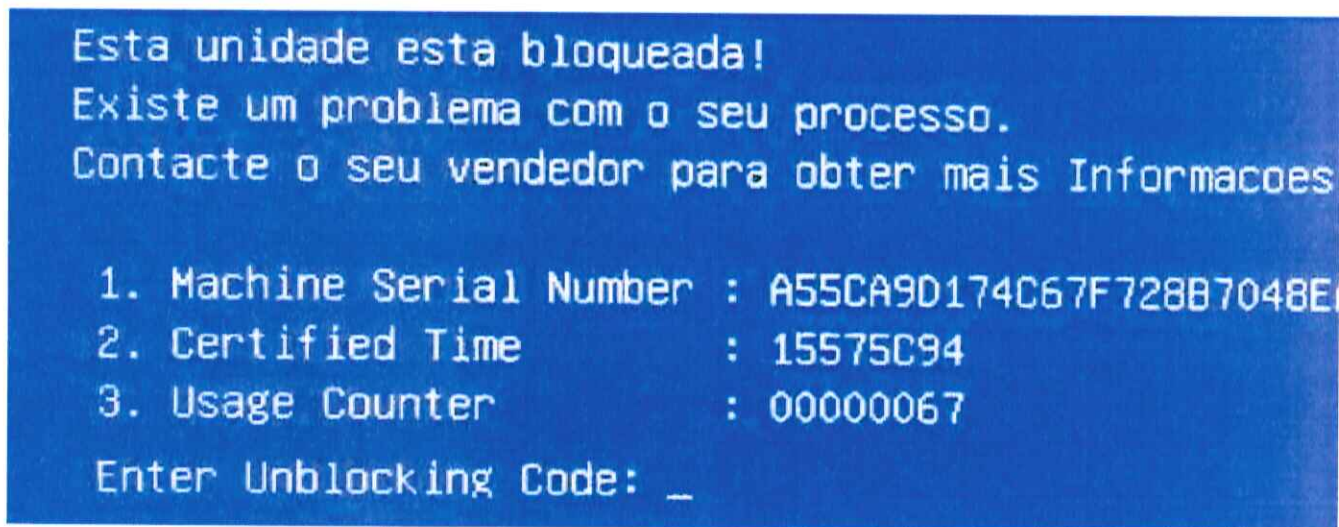 Esta unidade esta bloqueada!
Existe um problema com o seu processo.
Contacte o seu vendedor para obter mais Informacoes
1. Machine Serial Number : A55CA9D174C67F728B7048E
2. Certified Time : 15575C94
3. Usage Counter : 00000067
Enter Unblocking Code: _